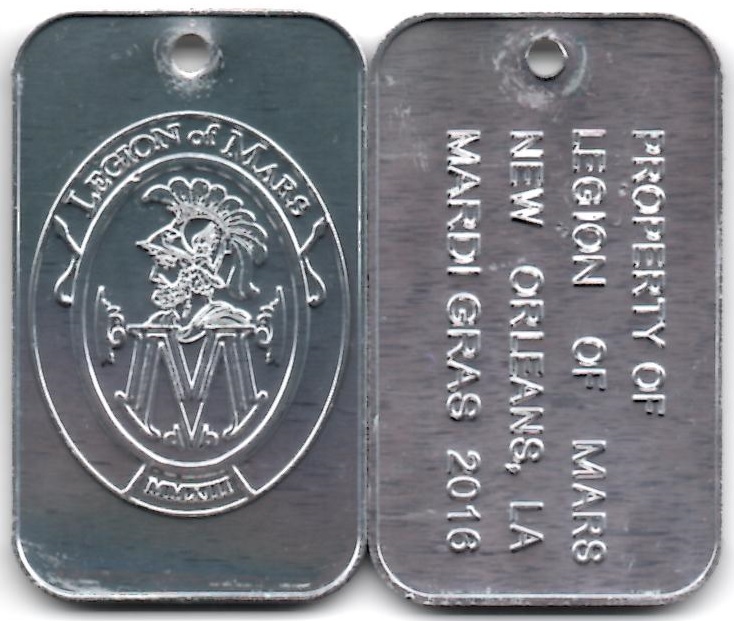 LEGION of MARS
M
MMXIII
PROPERTY OF
LEGION OF MARS
NEW ORLEANS, LA
MARDI GRAS 2016